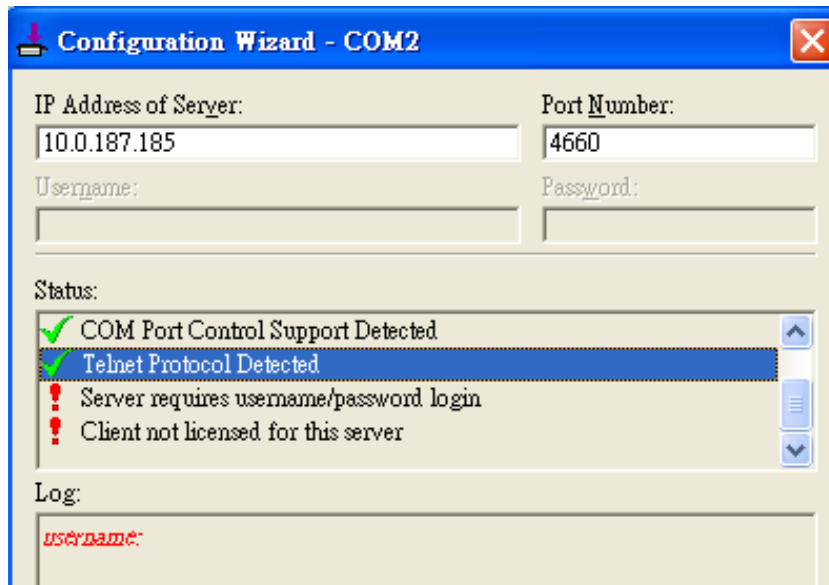 Configuration Wizard - COM2
IP Address of Server: Port Number:
10.0.187.185 4660
Username: Password:
Status:
COM Port Control Support Detected
Telnet Protocol Detected
Server requires username/password login
Client not licensed for this server
Log:
username: